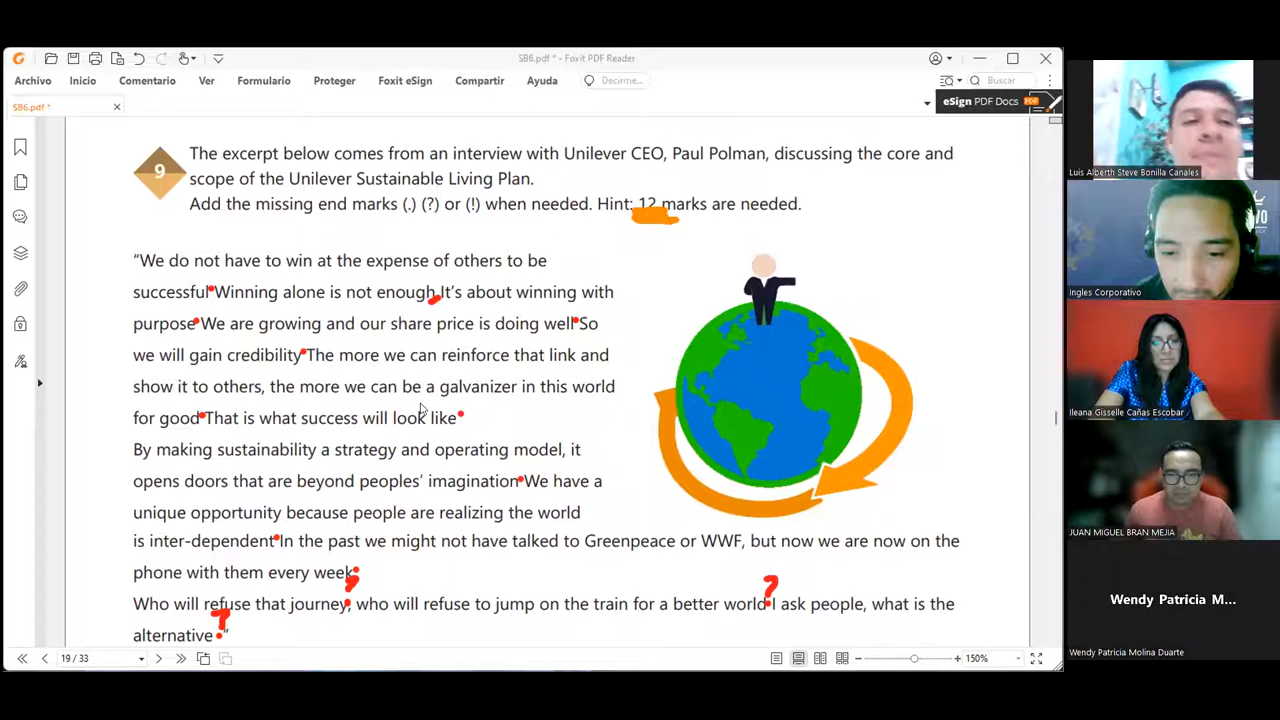 SB6.pdf * - Foxit PDF Reader
Archivo Inicio Comentario Ver Formulario Proteger Foxit eSign Compartir Ayuda Decirme... Buscar
SB6.pdf *
eSign PDF Docs
9
The excerpt below comes from an interview with Unilever CEO, Paul Polman, discussing the core and
scope of the Unilever Sustainable Living Plan.
Add the missing end marks (.) (?) or (!) when needed. Hint: 12 marks are needed.
“We do not have to win at the expense of others to be
successful.Winning alone is not enough.It’s about winning with
purpose.We are growing and our share price is doing well.So
we will gain credibility.The more we can reinforce that link and
show it to others, the more we can be a galvanizer in this world
for good.That is what success will look like.
By making sustainability a strategy and operating model, it
opens doors that are beyond peoples’ imagination.We have a
unique opportunity because people are realizing the world
is inter-dependent.In the past we might not have talked to Greenpeace or WWF, but now we are now on the
phone with them every week.
Who will refuse that journey, who will refuse to jump on the train for a better world?I ask people, what is the
alternative?”
19 / 33
150%
Luis Alberth Steve Bonilla Canales
Ingles Corporativo
Ileana Gisselle Cañas Escobar
JUAN MIGUEL BRAN MEJIA
Wendy Patricia M...
Wendy Patricia Molina Duarte